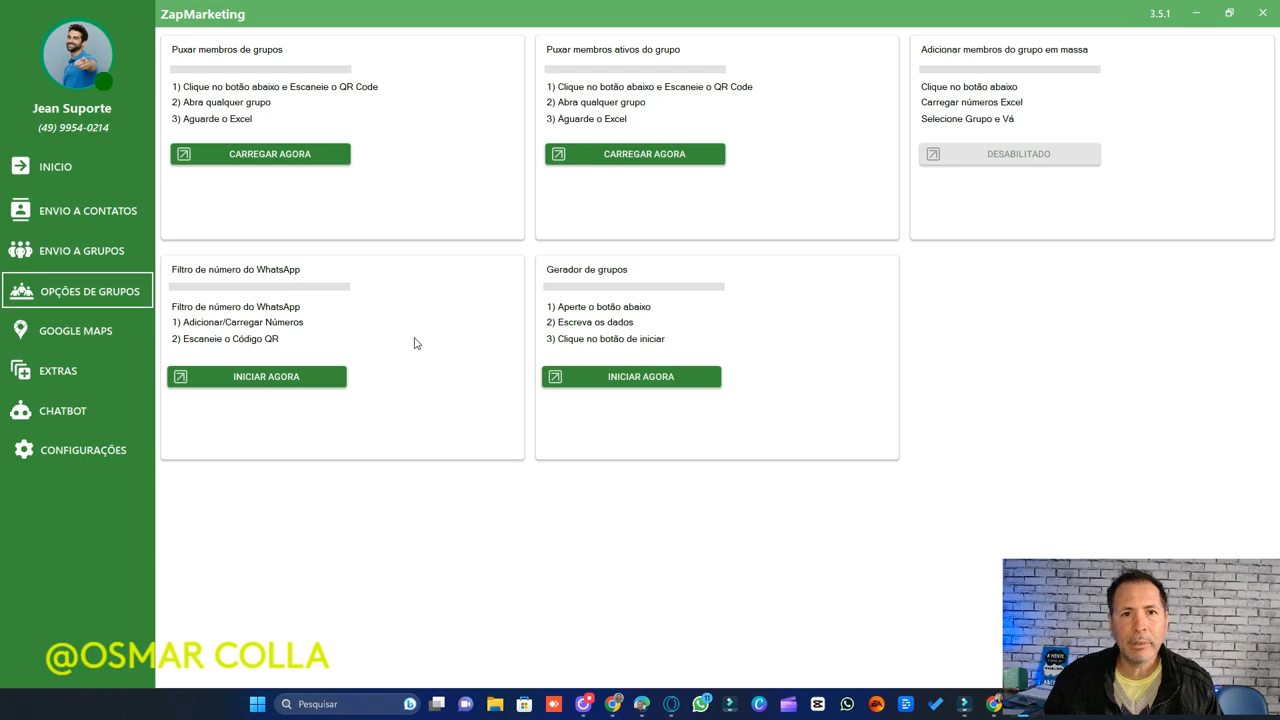 ZapMarketing
3.5.1
Jean Suporte
(49) 9954-0214
INICIO
ENVIO A CONTATOS
ENVIO A GRUPOS
OPÇÕES DE GRUPOS
GOOGLE MAPS
EXTRAS
CHATBOT
CONFIGURAÇÕES
Puxar membros de grupos
1) Clique no botão abaixo e Escaneie o QR Code
2) Abra qualquer grupo
3) Aguarde o Excel
CARREGAR AGORA
Puxar membros ativos do grupo
1) Clique no botão abaixo e Escaneie o QR Code
2) Abra qualquer grupo
3) Aguarde o Excel
CARREGAR AGORA
Adicionar membros do grupo em massa
Clique no botão abaixo
Carregar números Excel
Selecione Grupo e Vá
DESABILITADO
Filtro de número do WhatsApp
Filtro de número do WhatsApp
1) Adicionar/Carregar Números
2) Escaneie o Código QR
INICIAR AGORA
Gerador de grupos
1) Aperte o botão abaixo
2) Escreva os dados
3) Clique no botão de iniciar
INICIAR AGORA
@OSMAR COLLA
Pesquisar